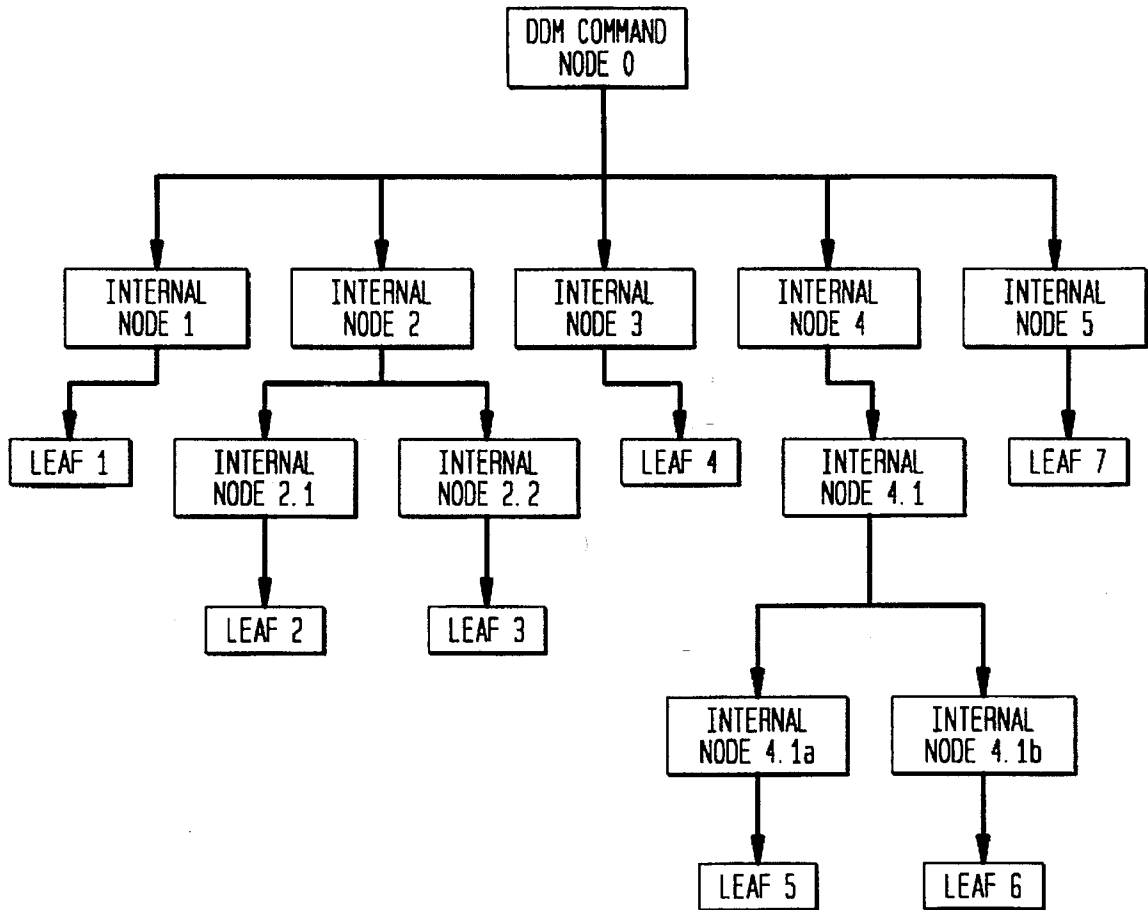 DDM COMMAND
NODE 0
INTERNAL
NODE 1
INTERNAL
NODE 2
INTERNAL
NODE 3
INTERNAL
NODE 4
INTERNAL
NODE 5
LEAF 1
INTERNAL
NODE 2.1
INTERNAL
NODE 2.2
LEAF 4
INTERNAL
NODE 4.1
LEAF 7
LEAF 2
LEAF 3
INTERNAL
NODE 4.1a
INTERNAL
NODE 4.1b
LEAF 5
LEAF 6